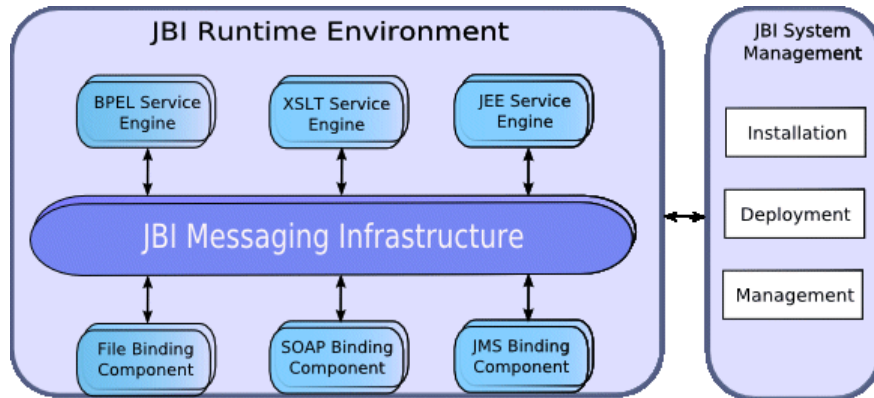 JBI Runtime Environment
BPEL Service
Engine
XSLT Service
Engine
JEE Service
Engine
JBI Messaging Infrastructure
File Binding
Component
SOAP Binding
Component
JMS Binding
Component
JBI System
Management
Installation
Deployment
Management